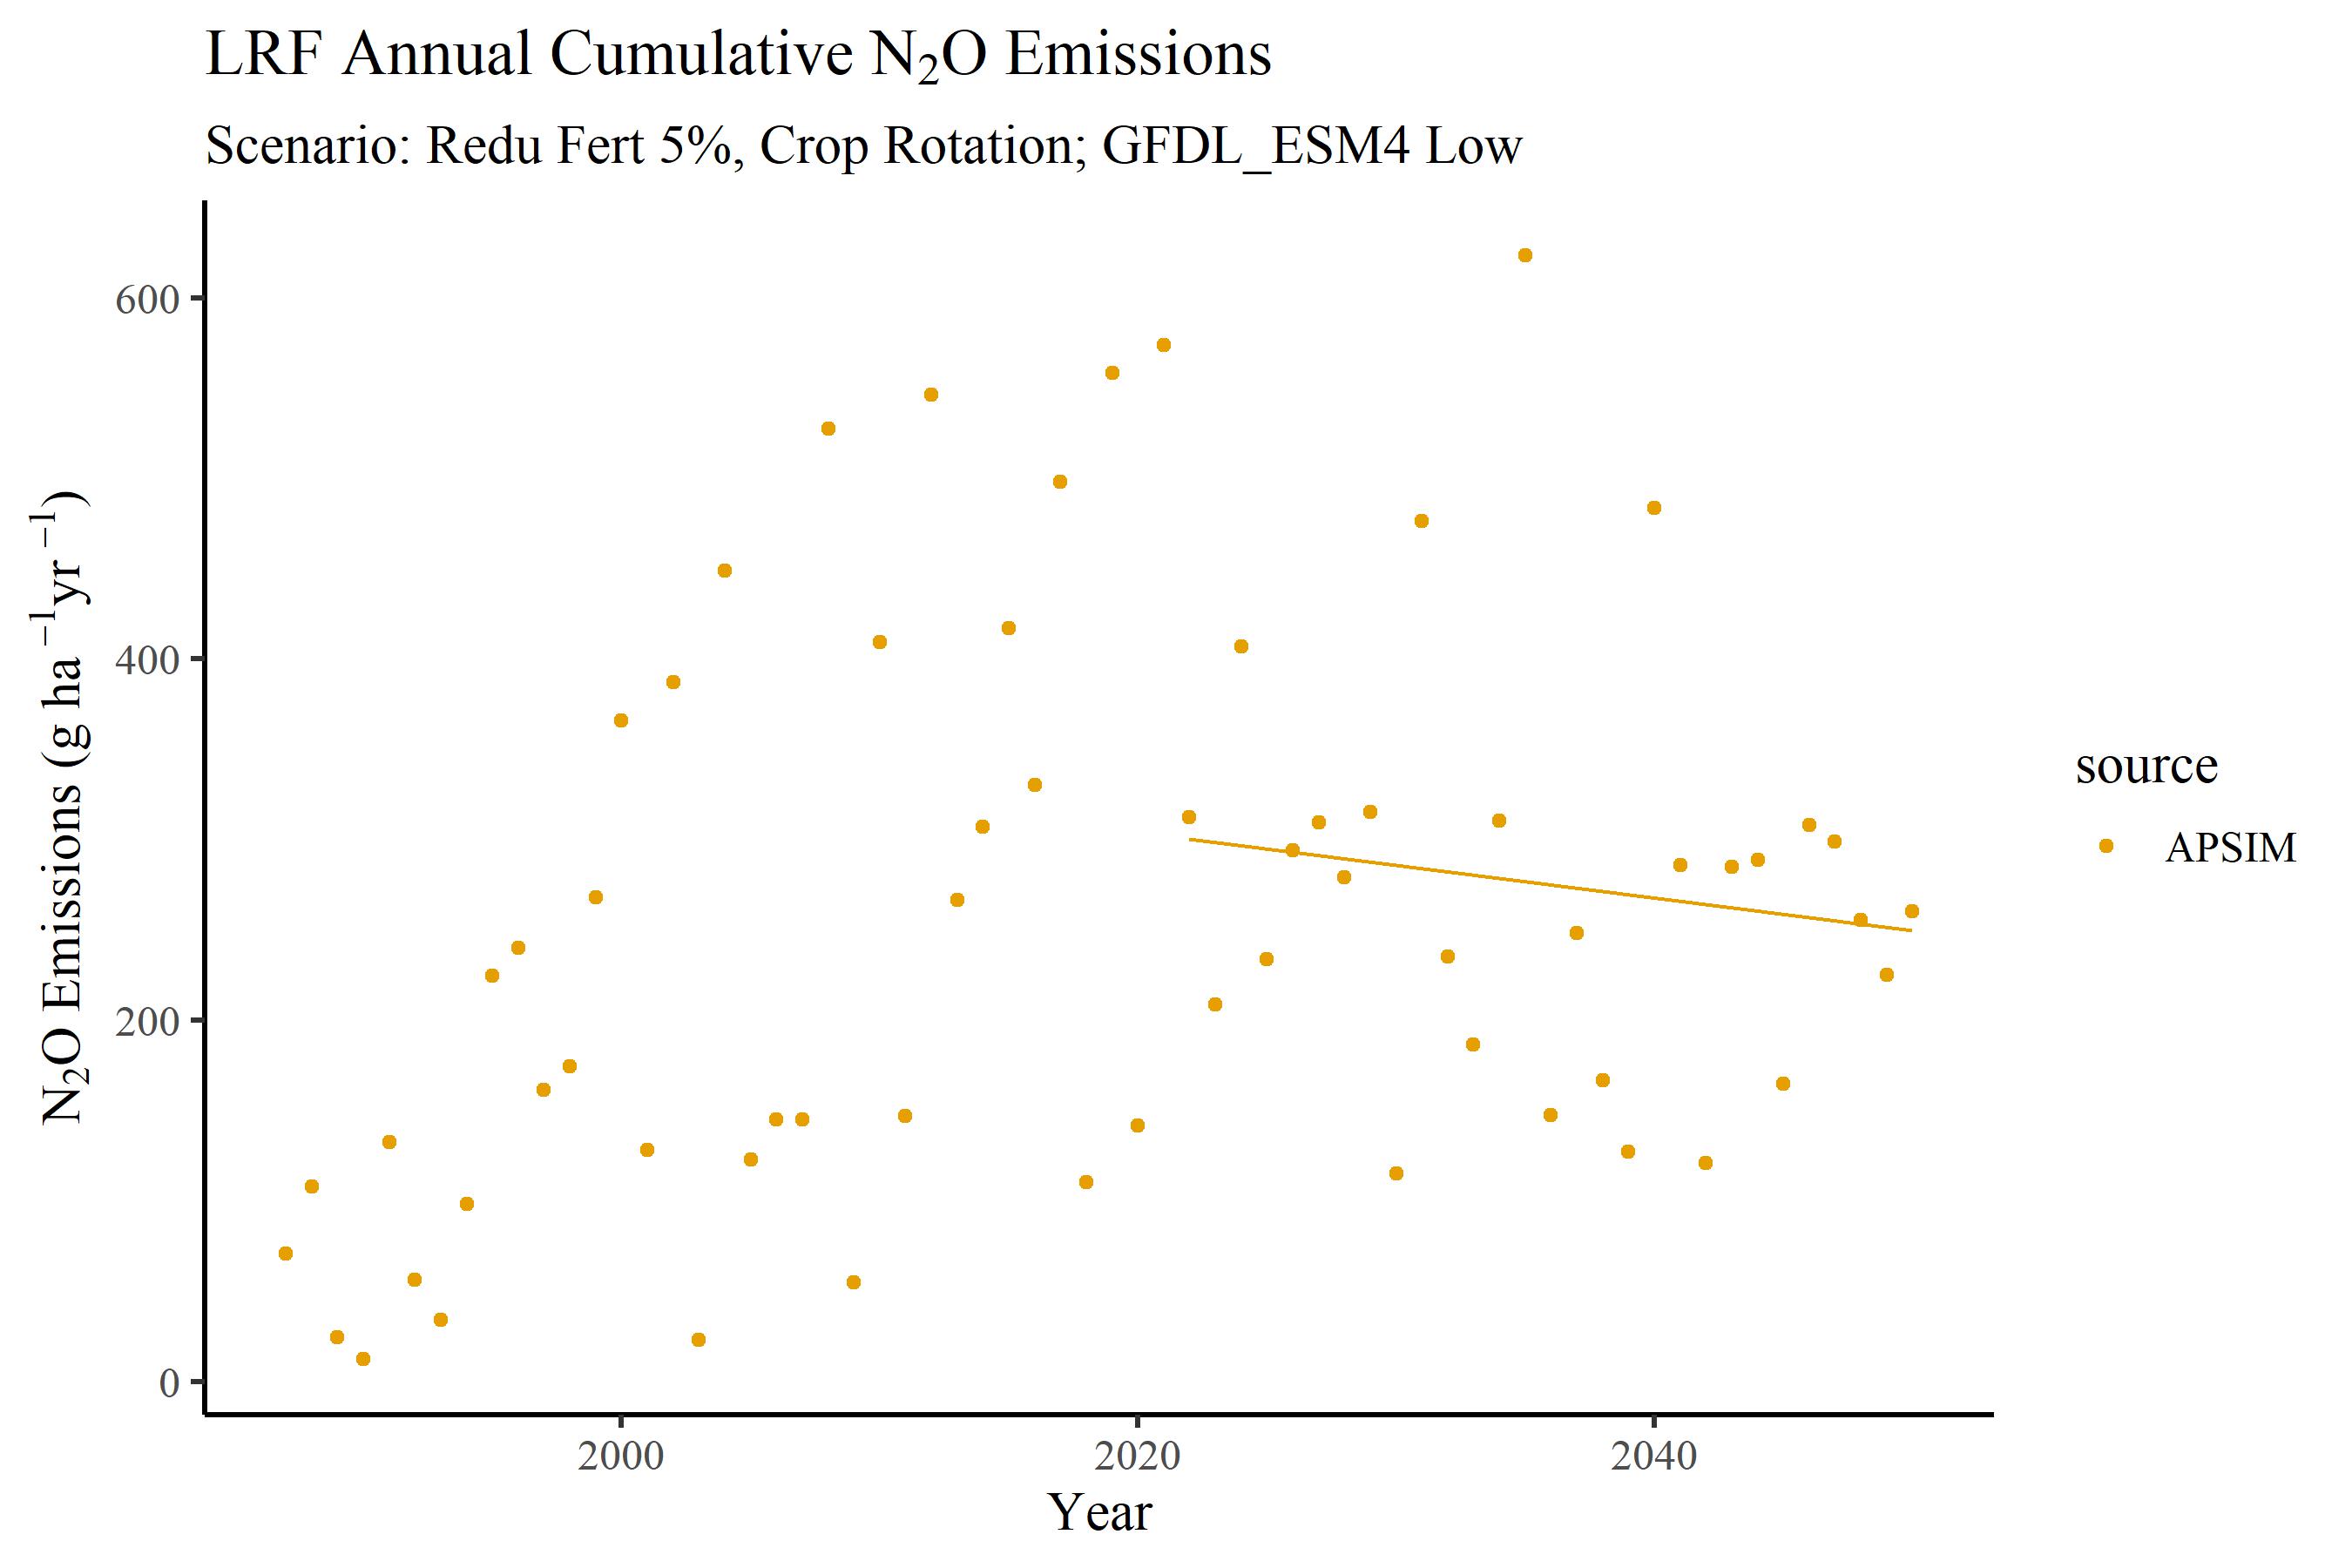 LRF Annual Cumulative N₂O Emissions
Scenario: Redu Fert 5%, Crop Rotation; GFDL_ESM4 Low
N₂O Emissions (g ha ⁻¹yr ⁻¹)
600
400
200
0
2000 2020 2040
Year
source
APSIM